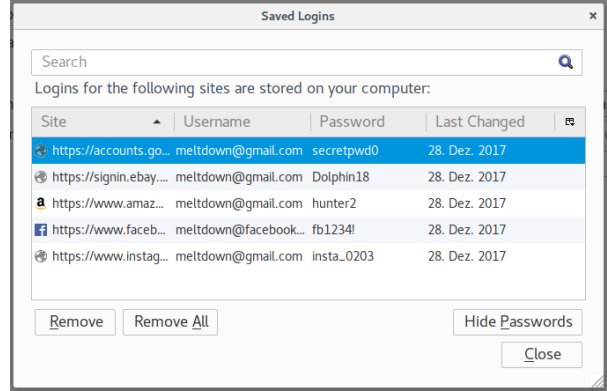 Saved Logins
Search
Logins for the following sites are stored on your computer:
Site Username Password Last Changed
https://accounts.go... meltdown@gmail.com secretpwd0 28. Dez. 2017
https://signin.ebay.... meltdown@gmail.com Dolphin18 28. Dez. 2017
https://www.amaz... meltdown@gmail.com hunter2 28. Dez. 2017
https://www.faceb... meltdown@facebook... fb1234! 28. Dez. 2017
https://www.instag... meltdown@gmail.com insta_0203 28. Dez. 2017
Remove Remove All Hide Passwords
Close